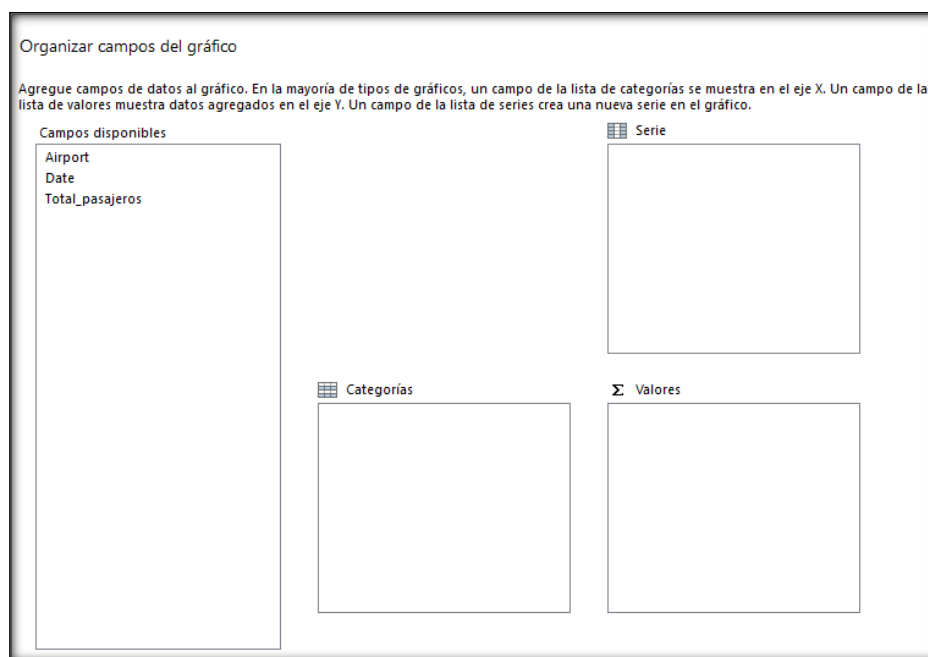 Organizar campos del gráfico
Agregue campos de datos al gráfico. En la mayoría de tipos de gráficos, un campo de la lista de categorías se muestra en el eje X. Un campo de la
lista de valores muestra datos agregados en el eje Y. Un campo de la lista de series crea una nueva serie en el gráfico.
Campos disponibles
Serie
Airport
Date
Total_pasajeros
Categorías
Σ Valores